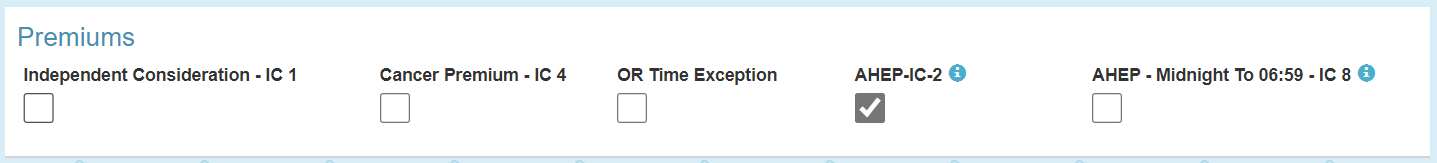 Premiums
Independent Consideration - IC 1 Cancer Premium - IC 4 OR Time Exception AHEP-IC-2 AHEP - Midnight To 06:59 - IC 8